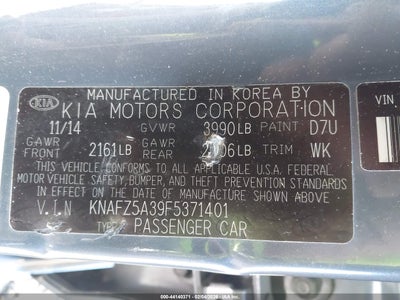 MANUFACTURED IN KOREA BY
KIA KIA MOTORS CORPORATION
11/14 GVWR 3990LB PAINT D7U
GAWR FRONT 2161LB GAWR REAR TRIM WK
THIS VEHICLE CONFORMS TO ALL APPLICABLE U.S.A. FEDERAL
MOTOR VEHICLE SAFETY, BUMPER, AND THEFT PREVENTION STANDARDS
IN EFFECT ON THE DATE OF MANUFACTURE SHOWN ABOVE
V.I.N KNAFZ5A39F5371401
TYPE: PASSENGER CAR
VIN